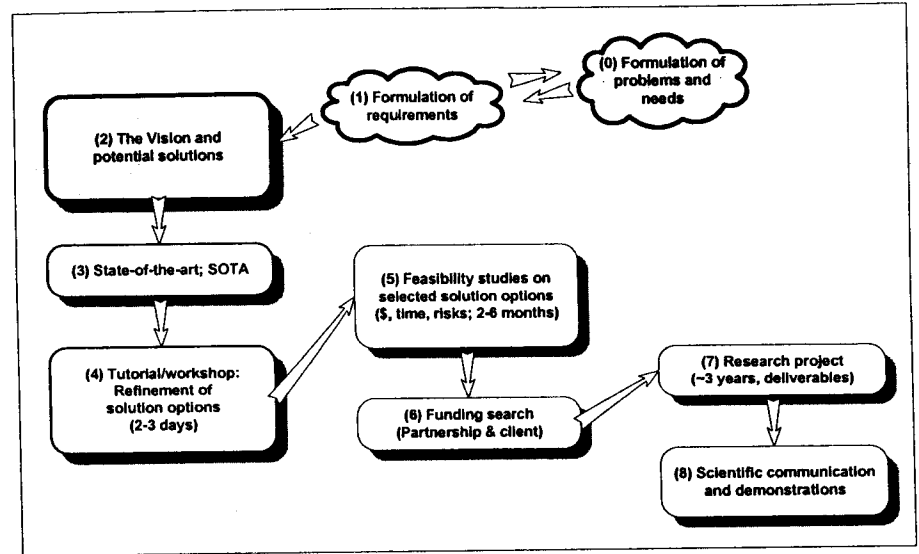 (0) Formulation of
problems and
needs
(1) Formulation of
requirements
(2) The Vision and
potential solutions
(3) State-of-the-art; SOTA
(4) Tutorial/workshop:
Refinement of
solution options
(2-3 days)
(5) Feasibility studies on
selected solution options
($, time, risks; 2-6 months)
(6) Funding search
(Partnership & client)
(7) Research project
(~3 years, deliverables)
(8) Scientific communication
and demonstrations